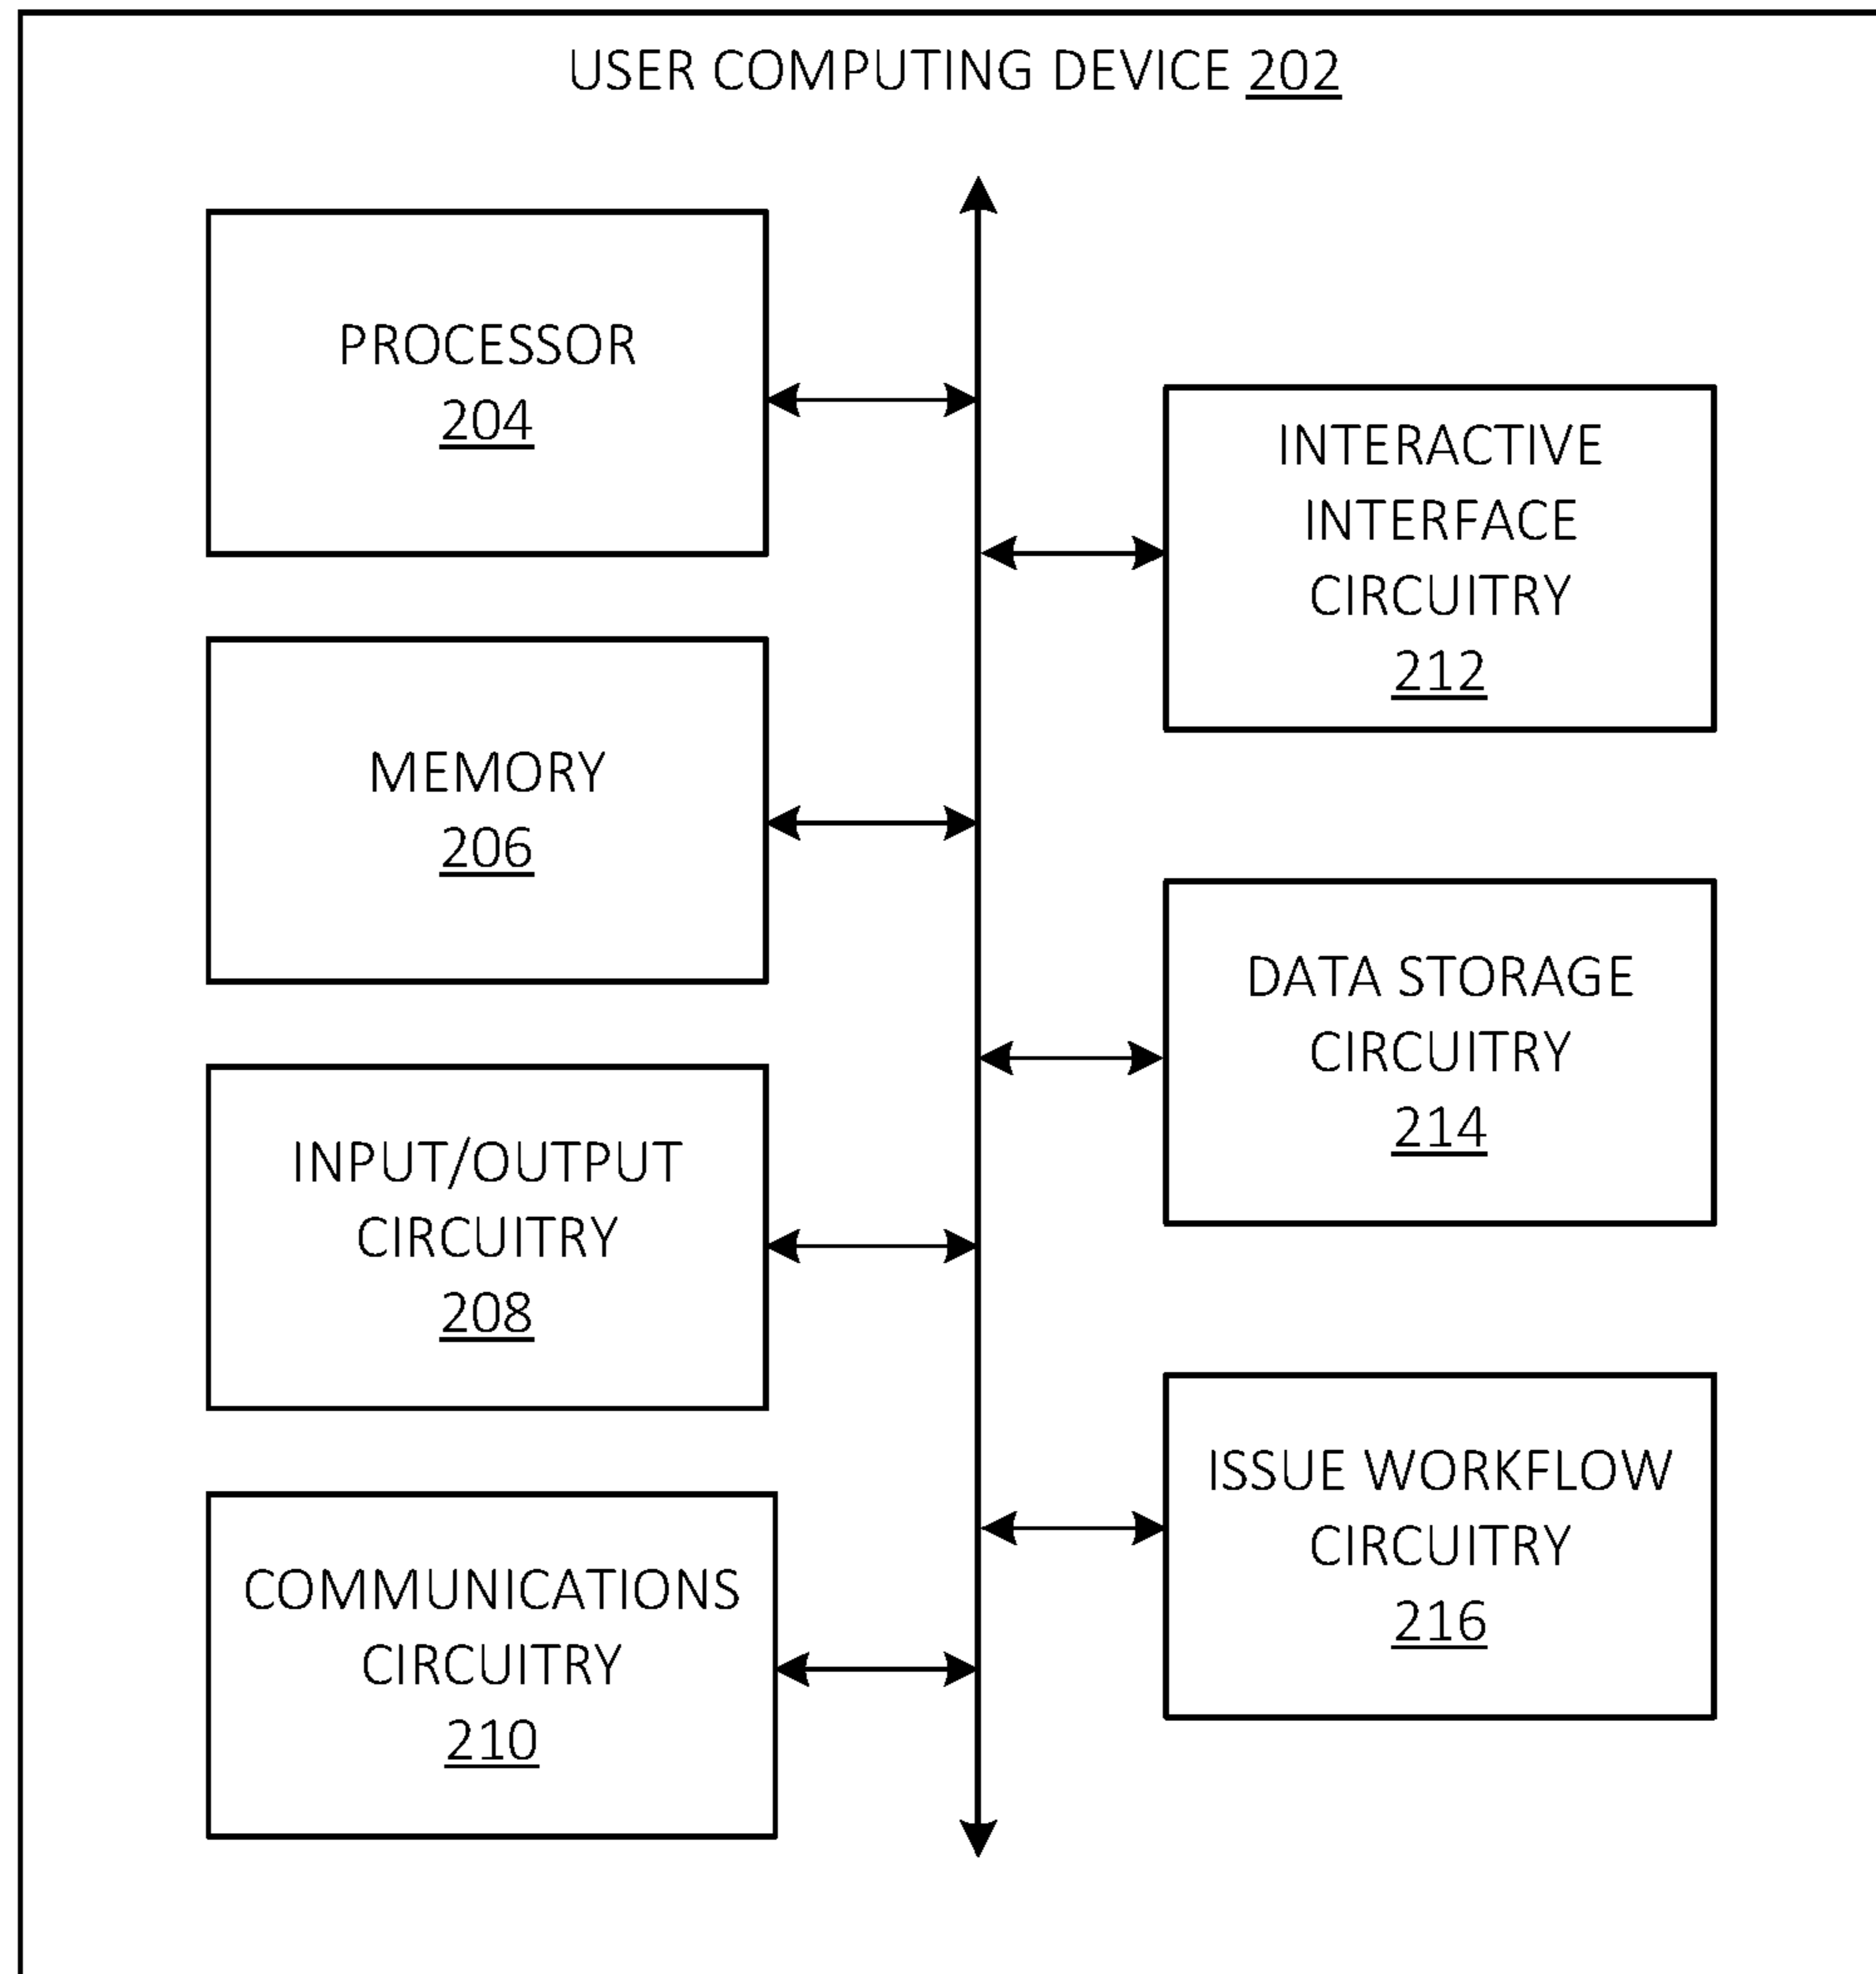 USER COMPUTING DEVICE 202
PROCESSOR
204
MEMORY
206
INPUT/OUTPUT
CIRCUITRY
208
COMMUNICATIONS
CIRCUITRY
210
INTERACTIVE
INTERFACE
CIRCUITRY
212
DATA STORAGE
CIRCUITRY
214
ISSUE WORKFLOW
CIRCUITRY
216